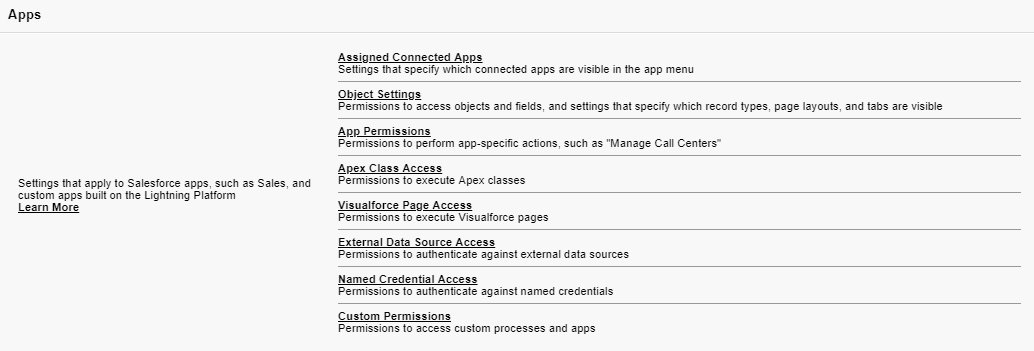 Apps
Settings that apply to Salesforce apps, such as Sales, and
custom apps built on the Lightning Platform
Learn More
Assigned Connected Apps
Settings that specify which connected apps are visible in the app menu
Object Settings
Permissions to access objects and fields, and settings that specify which record types, page layouts, and tabs are visible
App Permissions
Permissions to perform app-specific actions, such as "Manage Call Centers"
Apex Class Access
Permissions to execute Apex classes
Visualforce Page Access
Permissions to execute Visualforce pages
External Data Source Access
Permissions to authenticate against external data sources
Named Credential Access
Permissions to authenticate against named credentials
Custom Permissions
Permissions to access custom processes and apps